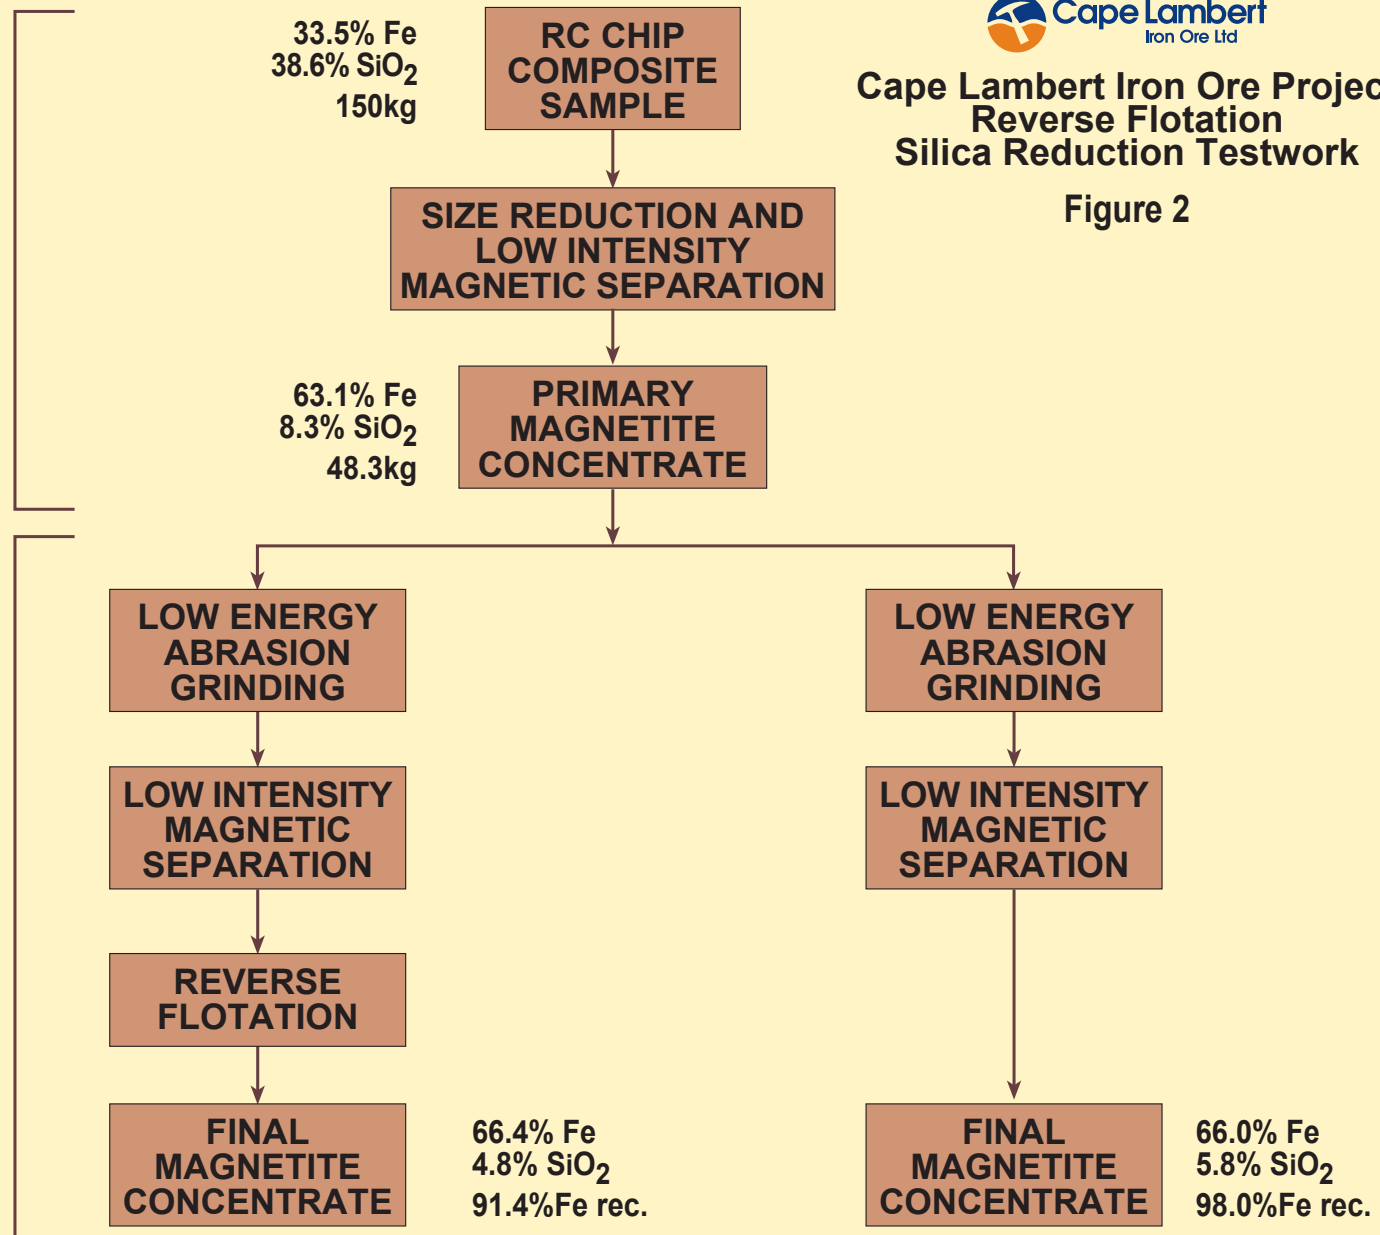 Cape Lambert
Iron Ore Ltd
Cape Lambert Iron Ore Projec
Reverse Flotation
Silica Reduction Testwork
Figure 2
33.5% Fe
38.6% SiO2
150kg
RC CHIP
COMPOSITE
SAMPLE
SIZE REDUCTION AND
LOW INTENSITY
MAGNETIC SEPARATION
63.1% Fe
8.3% SiO2
48.3kg
PRIMARY
MAGNETITE
CONCENTRATE
LOW ENERGY
ABRASION
GRINDING
LOW INTENSITY
MAGNETIC
SEPARATION
REVERSE
FLOTATION
FINAL
MAGNETITE
CONCENTRATE
66.4% Fe
4.8% SiO2
91.4%Fe rec.
LOW ENERGY
ABRASION
GRINDING
LOW INTENSITY
MAGNETIC
SEPARATION
FINAL
MAGNETITE
CONCENTRATE
66.0% Fe
5.8% SiO2
98.0%Fe rec.